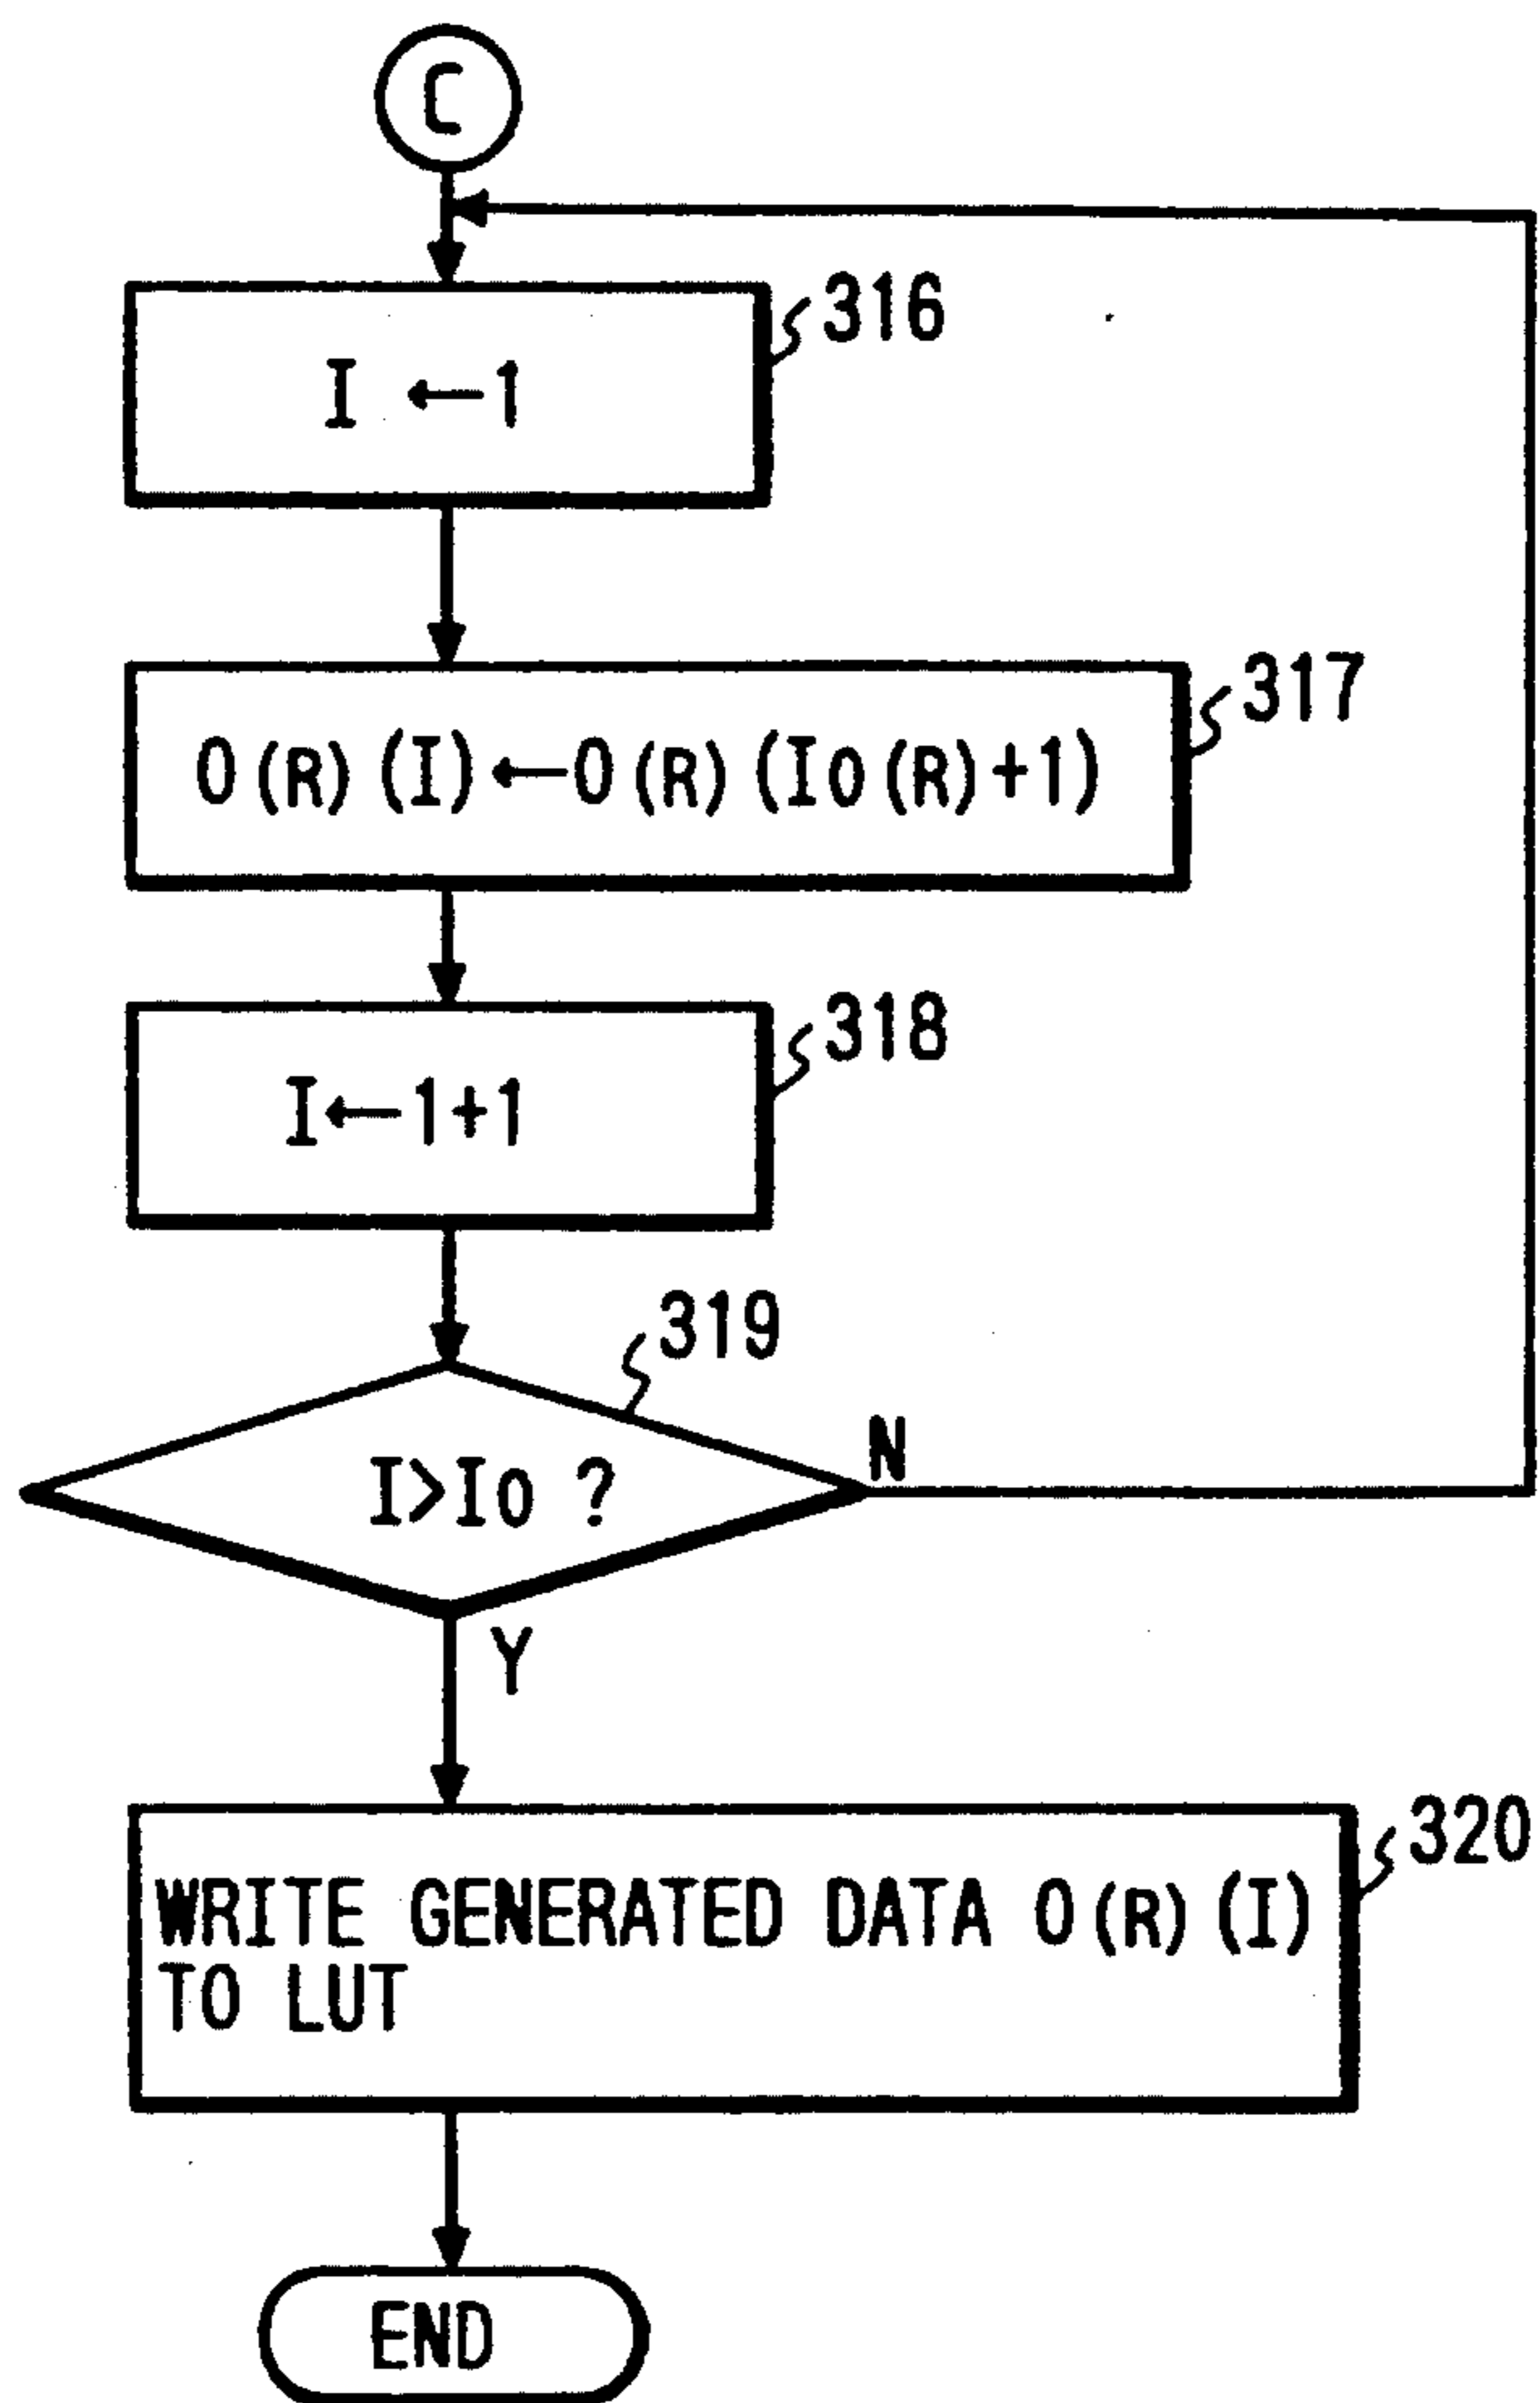 C
316
I ←1
317
O(R)(I)←O(R)(Io(R)+1)
318
I←1+1
319
I>Io ?
N
Y
320
WRITE GENERATED DATA O(R)(I)
TO LUT
END